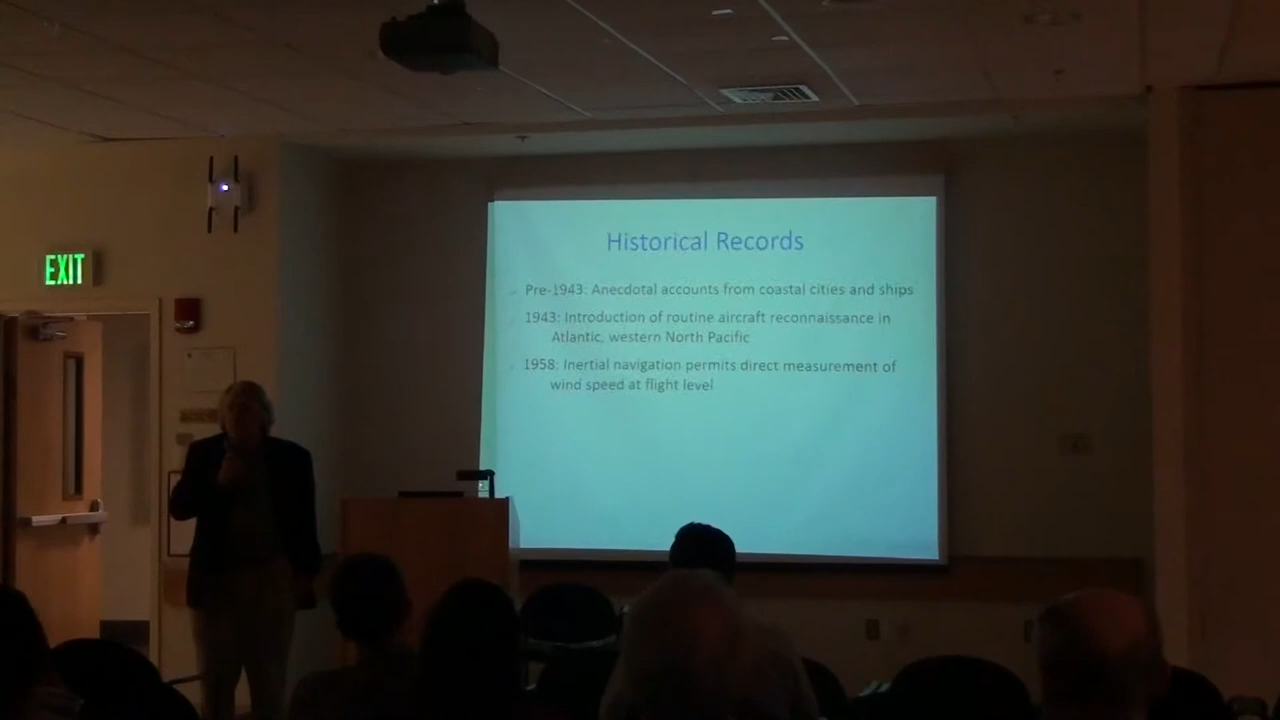 EXIT
Historical Records
Pre-1943: Anecdotal accounts from coastal cities and ships
1943: Introduction of routine aircraft reconnaissance in
Atlantic, western North Pacific
1958: Inertial navigation permits direct measurement of
wind speed at flight level